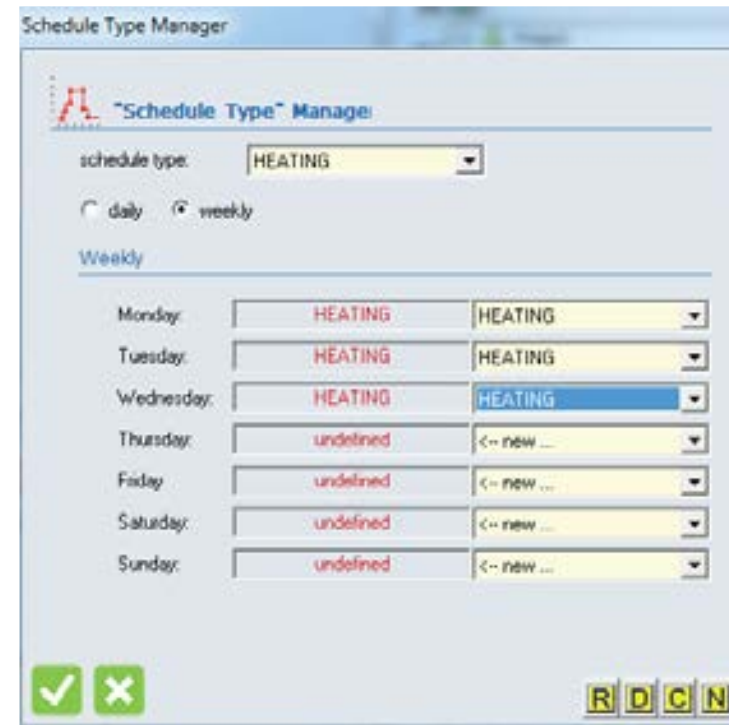 Schedule Type Manager
"Schedule Type" Manage
schedule type: HEATING
daily weekly
Weekly
Monday: HEATING HEATING
Tuesday: HEATING HEATING
Wednesday: HEATING HEATING
Thursday: undefined <-- new ...
Friday undefined <-- new ...
Saturday: undefined <-- new ...
Sunday: undefined <-- new ...
R D C N